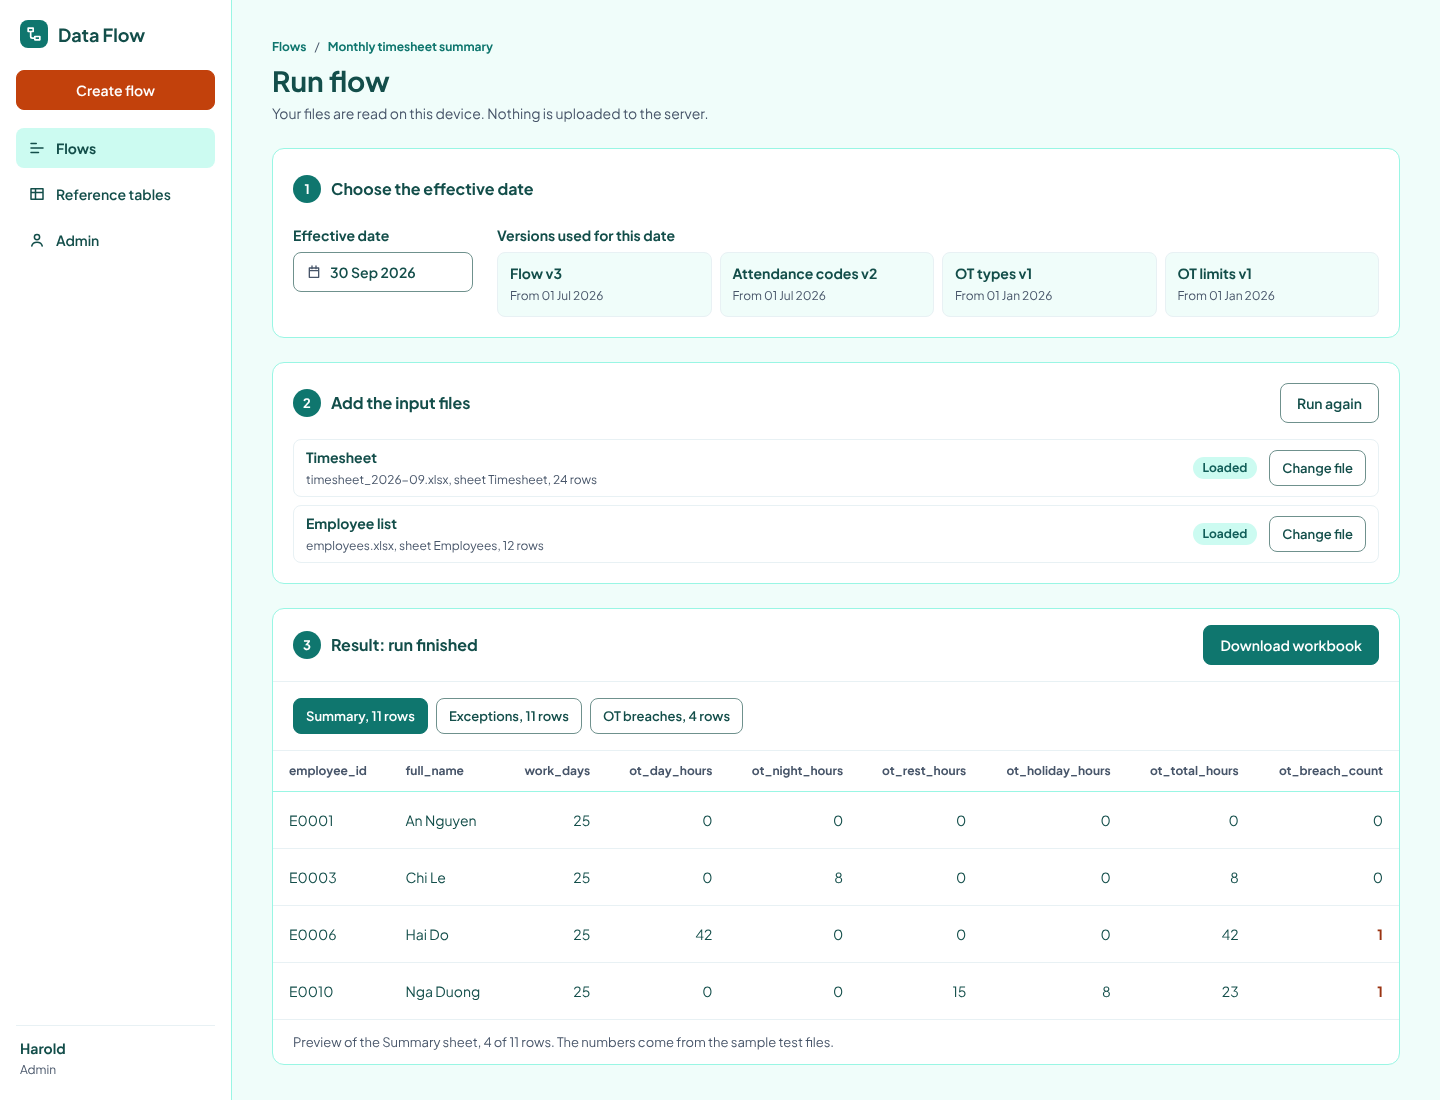 Data Flow
Create flow
Flows
Reference tables
Admin
Harold
Admin
Flows / Monthly timesheet summary
Run flow
Your files are read on this device. Nothing is uploaded to the server.
1 Choose the effective date
Effective date
30 Sep 2026
Versions used for this date
Flow v3
From 01 Jul 2026
Attendance codes v2
From 01 Jul 2026
OT types v1
From 01 Jan 2026
OT limits v1
From 01 Jan 2026
2 Add the input files
Run again
Timesheet
timesheet_2026-09.xlsx, sheet Timesheet, 24 rows
Loaded
Change file
Employee list
employees.xlsx, sheet Employees, 12 rows
Loaded
Change file
3 Result: run finished
Download workbook
Summary, 11 rows
Exceptions, 11 rows
OT breaches, 4 rows
employee_id full_name work_days ot_day_hours ot_night_hours ot_rest_hours ot_holiday_hours ot_total_hours ot_breach_count
E0001 An Nguyen 25 0 0 0 0 0 0
E0003 Chi Le 25 0 8 0 0 8 0
E0006 Hai Do 25 42 0 0 0 42 1
E0010 Nga Duong 25 0 0 15 8 23 1
Preview of the Summary sheet, 4 of 11 rows. The numbers come from the sample test files.